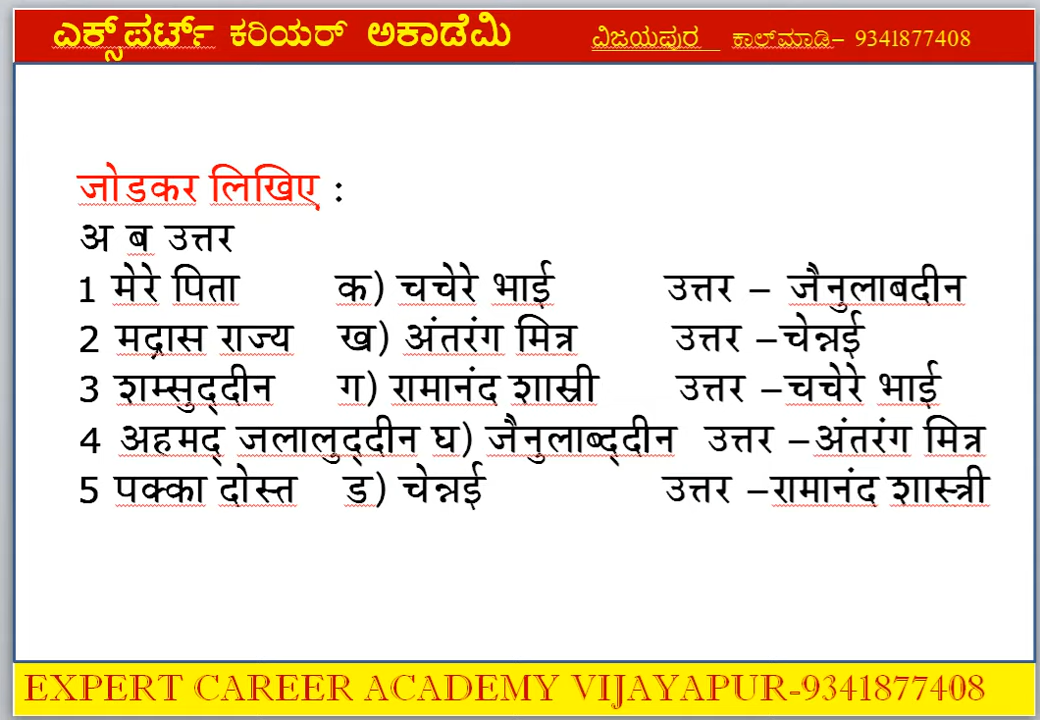 ಎಕ್ಸ್‌ಪರ್ಟ್ ಕರಿಯರ್ ಅಕಾಡೆಮಿ ವಿಜಯಪುರ ಕಾಲ್‌ಮಾಡಿ– 9341877408
जोडकर लिखिए :
अ ब उत्तर
1 मेरे पिता क) चचेरे भाई उत्तर – जैनुलाबदीन
2 मद्रास राज्य ख) अंतरंग मित्र उत्तर –चेन्नई
3 शम्सुद्‌दीन ग) रामानंद शास्री उत्तर –चचेरे भाई
4 अहमद् जलालुद्‌दीन घ) जैनुलाब्द्‌दीन उत्तर –अंतरंग मित्र
5 पक्का दोस्त ड) चेन्नई उत्तर –रामानंद शास्त्री
EXPERT CAREER ACADEMY VIJAYAPUR-9341877408